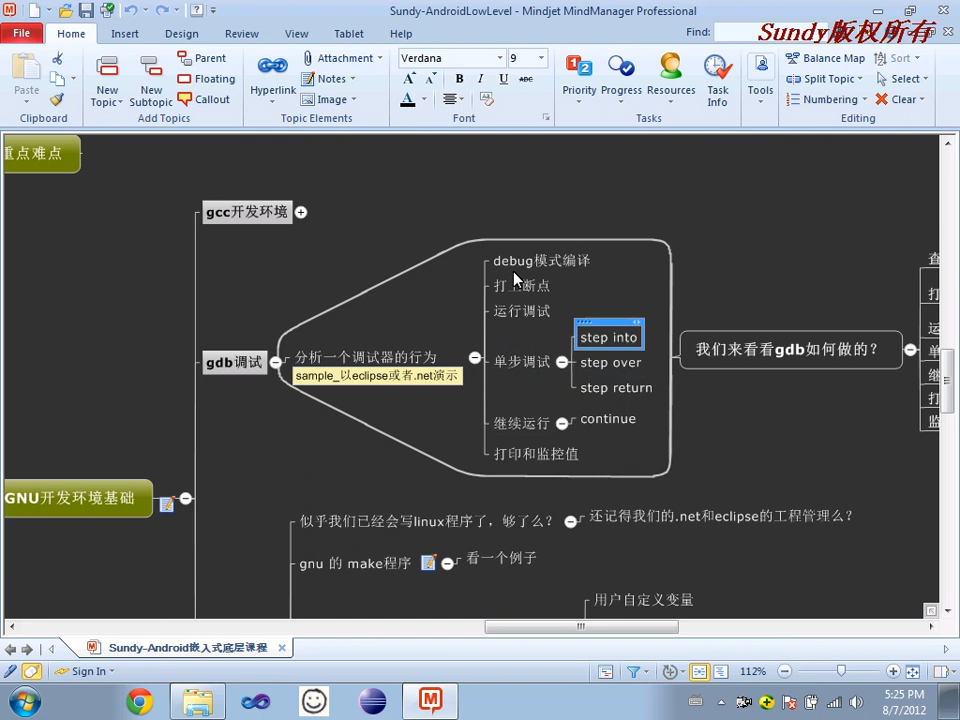 Sundy-AndroidLowLevel - Mindjet MindManager Professional
File
Home
Insert
Design
Review
View
Tablet
Help
Find:
Sundy版权所有
Paste
Clipboard
New Topic
New Subtopic
Parent
Floating
Callout
Add Topics
Hyperlink
Attachment
Notes
Image
Topic Elements
Verdana
9
B I U ABC
A
Font
Priority
Progress
Resources
Task Info
Tasks
Tools
Balance Map
Split Topic
Numbering
Sort
Select
Clear
Editing
重点难点
gcc开发环境
gdb调试
分析一个调试器的行为
sample_以eclipse或者.net演示
debug模式编译
打上断点
运行调试
单步调试
step into
step over
step return
继续运行
continue
打印和监控值
我们来看看gdb如何做的？
查
打
运
单
继
打
监
GNU开发环境基础
似乎我们已经会写linux程序了，够了么？
还记得我们的.net和eclipse的工程管理么？
gnu 的 make程序
看一个例子
用户自定义变量
Sundy-Android嵌入式底层课程
Sign In
112%
5:25 PM
8/7/2012